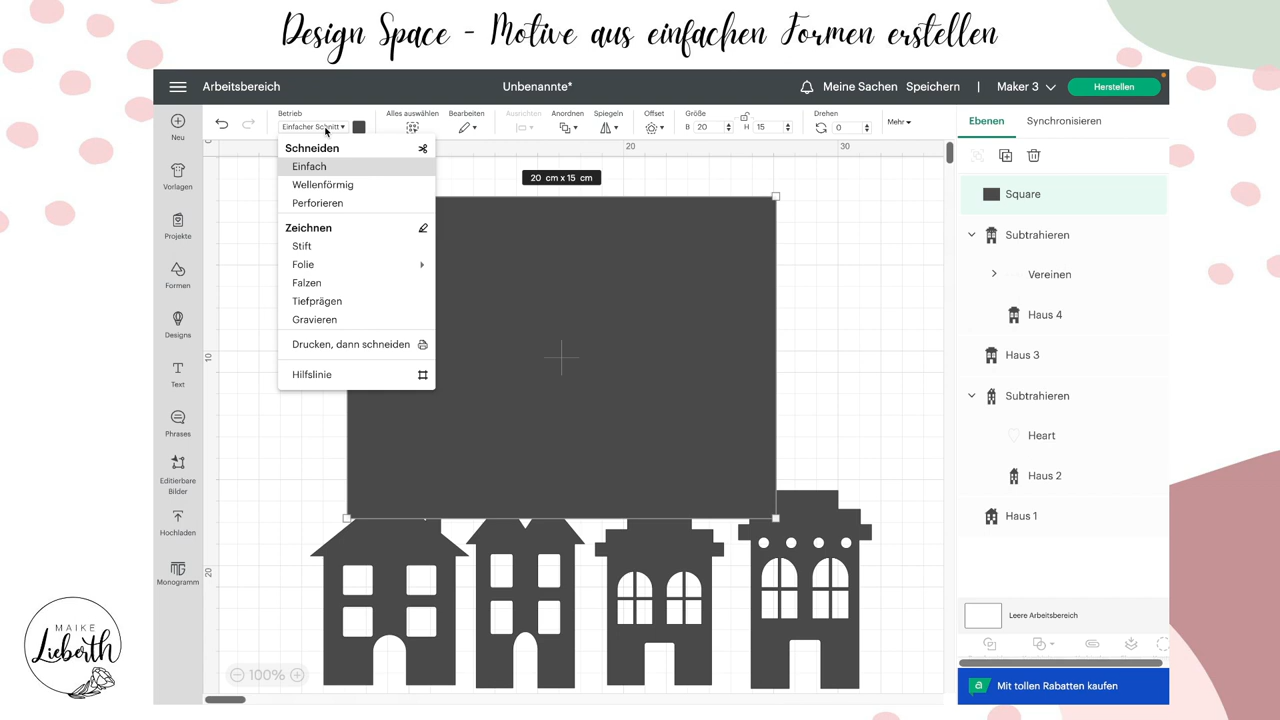 Design Space - Motive aus einfachen Formen erstellen
Arbeitsbereich
Unbenannte*
Meine Sachen
Speichern
|
Maker 3
Herstellen
Betrieb
Einfacher Schnitt
Alles auswählen
Bearbeiten
Ausrichten
Anordnen
Spiegeln
Offset
Größe
B 20
H 15
Drehen
0
Mehr
Ebenen
Synchronisieren
Neu
Vorlagen
Projekte
Formen
Designs
Text
Phrases
Editierbare
Bilder
Hochladen
Monogramm
Schneiden
Einfach
Wellenförmig
Perforieren
Zeichnen
Stift
Folie
Falzen
Tiefprägen
Gravieren
Drucken, dann schneiden
Hilfslinie
0
20
30
10
20
20 cm x 15 cm
100%
Square
Subtrahieren
Vereinen
Haus 4
Haus 3
Subtrahieren
Heart
Haus 2
Haus 1
Leere Arbeitsbereich
Mit tollen Rabatten kaufen
MAIKE
Lieberth